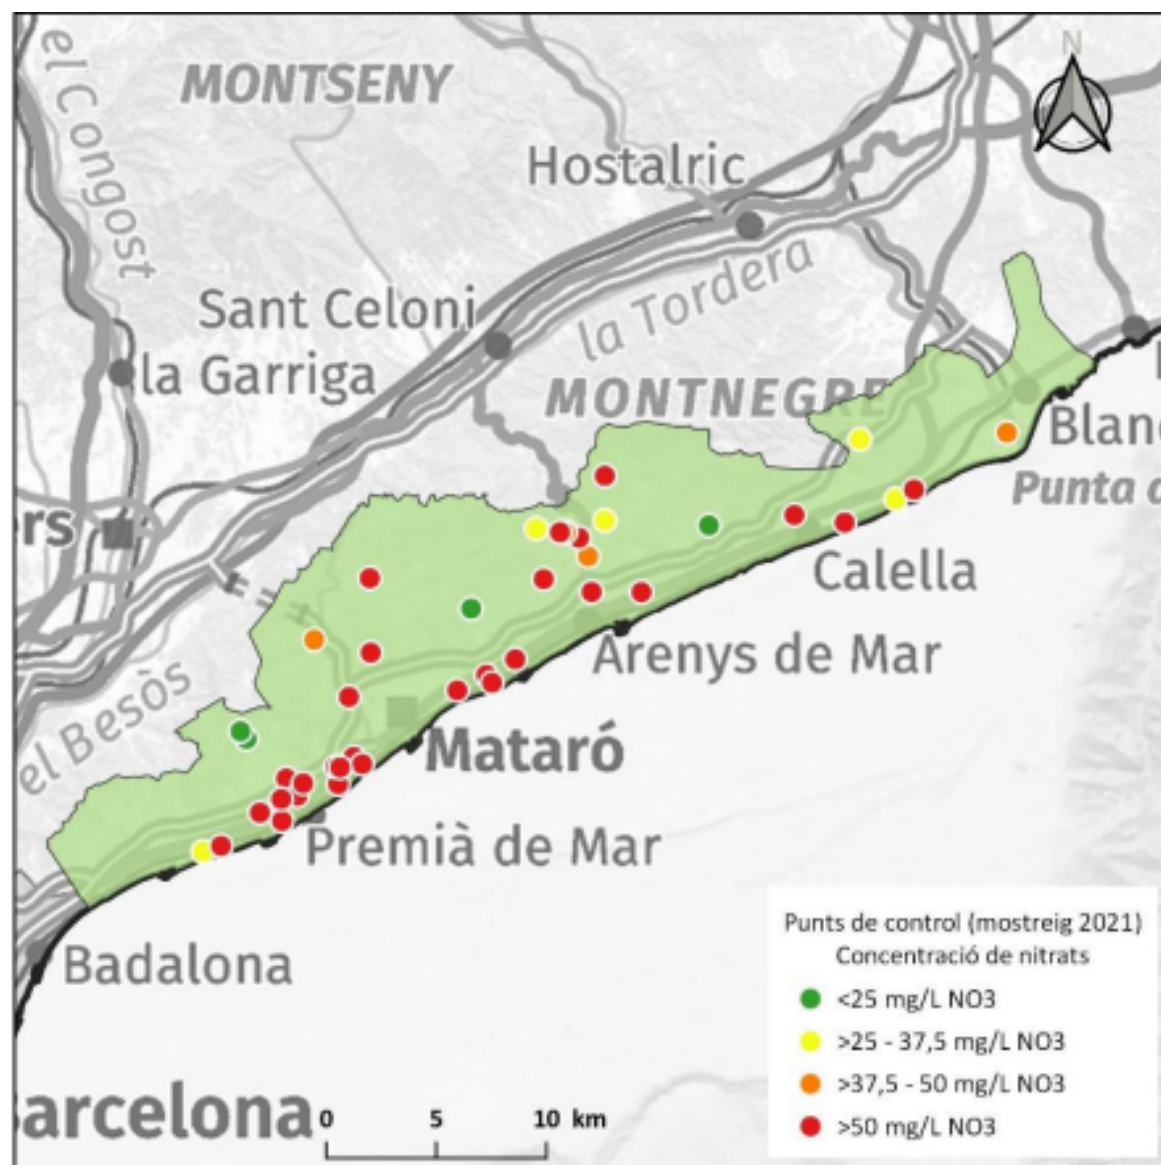 el Congost
MONTSENY
N
Hostalric
la Tordera
Sant Celoni
la Garriga
MONTNEGRE
Blan
Punta
ers
Calella
Arenys de Mar
el Besòs
Mataró
Premià de Mar
Badalona
arcelona
0 5 10 km
Punts de control (mostreig 2021)
Concentració de nitrats
<25 mg/L NO3
>25 - 37,5 mg/L NO3
>37,5 - 50 mg/L NO3
>50 mg/L NO3